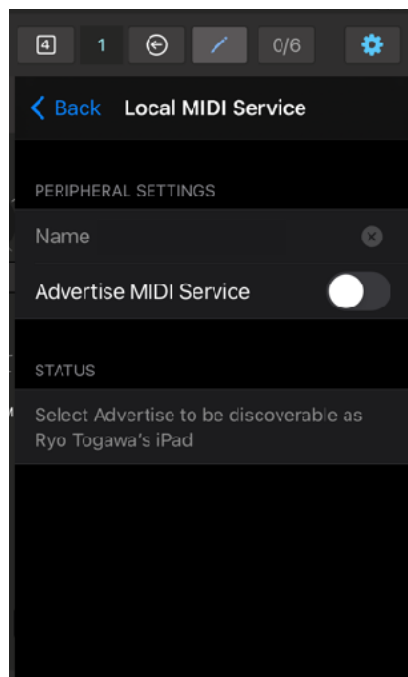 4 1 0/6
Back Local MIDI Service
PERIPHERAL SETTINGS
Name
Advertise MIDI Service
STATUS
Select Advertise to be discoverable as
Ryo Togawa's iPad
M